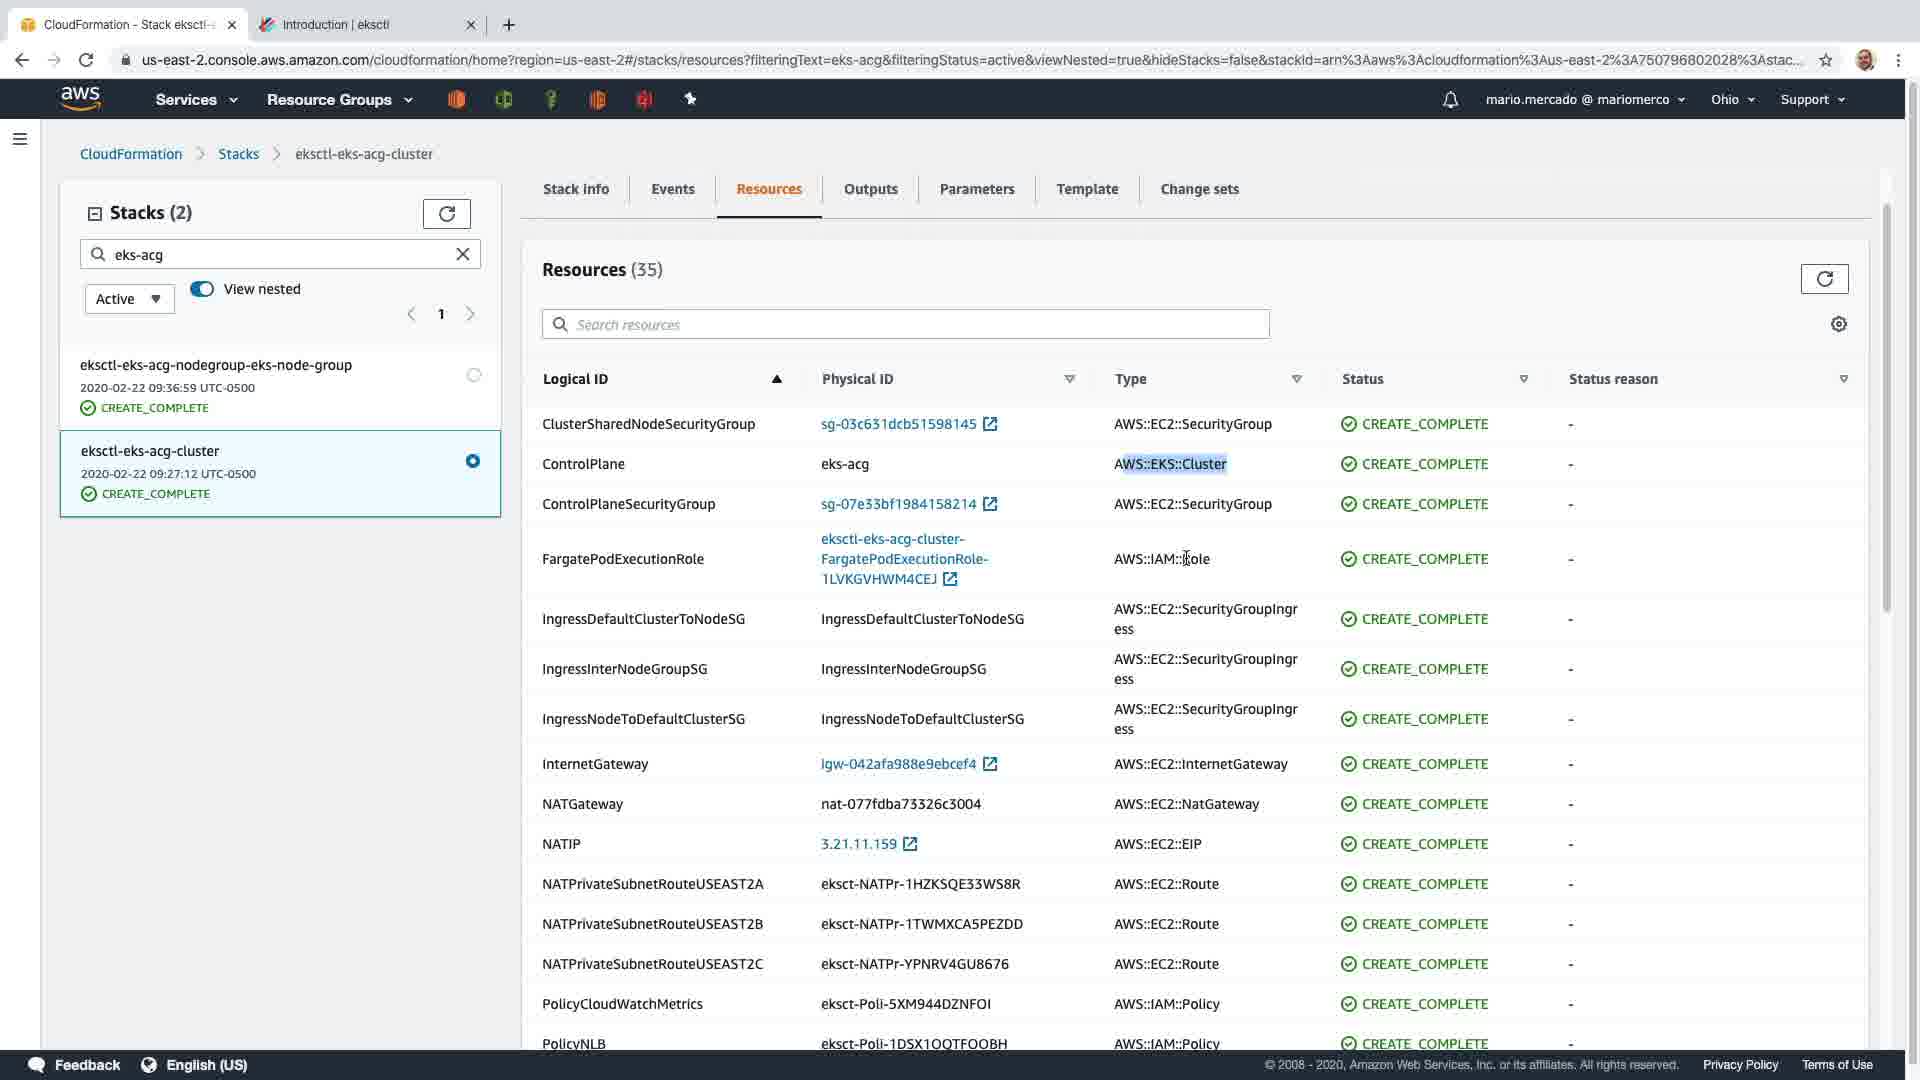 CloudFormation - Stack eksctl-e
Introduction | eksctl
us-east-2.console.aws.amazon.com/cloudformation/home?region=us-east-2#/stacks/resources?filteringText=eks-acg&filteringStatus=active&viewNested=true&hideStacks=false&stackId=arn%3Aaws%3Acloudformation%3Aus-east-2%3A750796802028%3Astac...
aws
Services
Resource Groups
mario.mercado @ mariomerco
Ohio
Support
CloudFormation
Stacks
eksctl-eks-acg-cluster
Stacks (2)
eks-acg
Active
View nested
1
eksctl-eks-acg-nodegroup-eks-node-group
2020-02-22 09:36:59 UTC-0500
CREATE_COMPLETE
eksctl-eks-acg-cluster
2020-02-22 09:27:12 UTC-0500
CREATE_COMPLETE
Stack info
Events
Resources
Outputs
Parameters
Template
Change sets
Resources (35)
Search resources
Logical ID Physical ID Type Status Status reason
ClusterSharedNodeSecurityGroup sg-03c631dcb51598145 AWS::EC2::SecurityGroup CREATE_COMPLETE -
ControlPlane eks-acg AWS::EKS::Cluster CREATE_COMPLETE -
ControlPlaneSecurityGroup sg-07e33bf1984158214 AWS::EC2::SecurityGroup CREATE_COMPLETE -
eksctl-eks-acg-cluster-
FargatePodExecutionRole FargatePodExecutionRole- AWS::IAM::Role CREATE_COMPLETE -
1LVKGVHWM4CEJ
AWS::EC2::SecurityGroupIngr
IngressDefaultClusterToNodeSG IngressDefaultClusterToNodeSG CREATE_COMPLETE -
ess
AWS::EC2::SecurityGroupIngr
IngressInterNodeGroupSG IngressInterNodeGroupSG CREATE_COMPLETE -
ess
AWS::EC2::SecurityGroupIngr
IngressNodeToDefaultClusterSG IngressNodeToDefaultClusterSG CREATE_COMPLETE -
ess
InternetGateway igw-042afa988e9ebcef4 AWS::EC2::InternetGateway CREATE_COMPLETE -
NATGateway nat-077fdba73326c3004 AWS::EC2::NatGateway CREATE_COMPLETE -
NATIP 3.21.11.159 AWS::EC2::EIP CREATE_COMPLETE -
NATPrivateSubnetRouteUSEAST2A eksct-NATPr-1HZKSQE33WS8R AWS::EC2::Route CREATE_COMPLETE -
NATPrivateSubnetRouteUSEAST2B eksct-NATPr-1TWMXCA5PEZDD AWS::EC2::Route CREATE_COMPLETE -
NATPrivateSubnetRouteUSEAST2C eksct-NATPr-YPNRV4GU8676 AWS::EC2::Route CREATE_COMPLETE -
PolicyCloudWatchMetrics eksct-Poli-5XM944DZNFOI AWS::IAM::Policy CREATE_COMPLETE -
PolicyNLB eksct-Poli-1DSX1OQTFOOBH AWS::IAM::Policy CREATE_COMPLETE -
Feedback
English (US)
© 2008 - 2020, Amazon Web Services, Inc. or its affiliates. All rights reserved.
Privacy Policy
Terms of Use